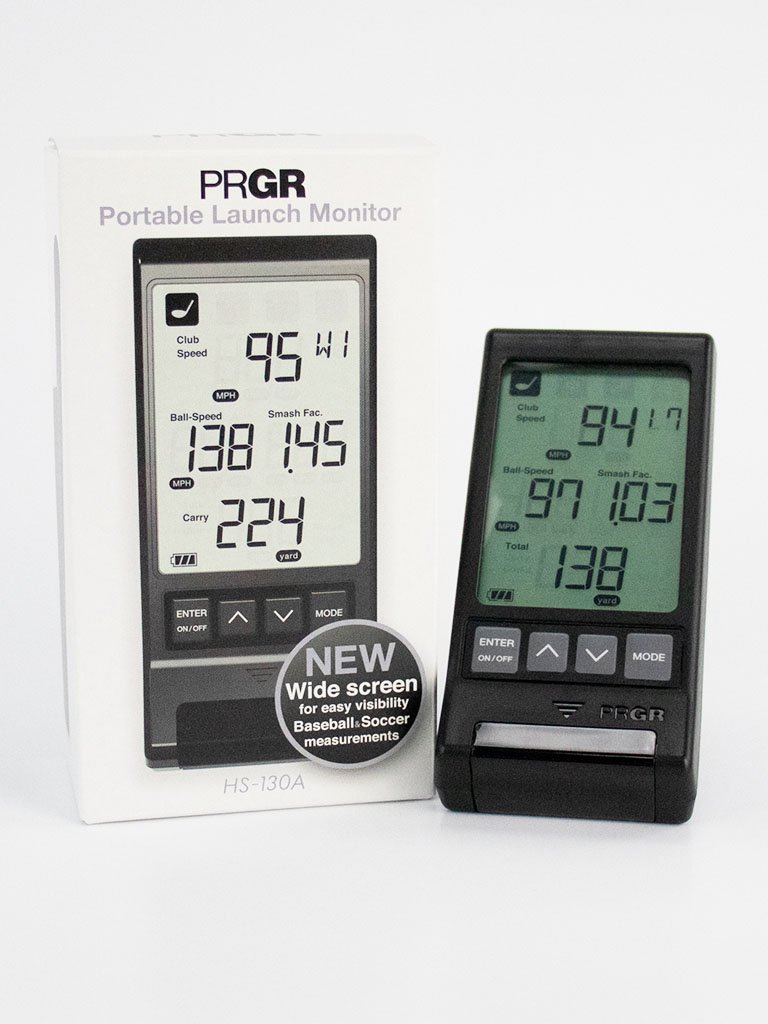 PRGR
Portable Launch Monitor
Club
Speed
95 W1
MPH
Ball-Speed Smash Fac.
138 1.45
MPH
Carry
224
yard
ENTER
ON/OFF
MODE
NEW
Wide screen
for easy visibility
Baseball&Soccer
measurements
HS-130A
Club
Speed
94 1.7
MPH
Ball-Speed Smash Fac.
97 1.03
MPH
Total
138
yard
ENTER
ON/OFF
MODE
PRGR